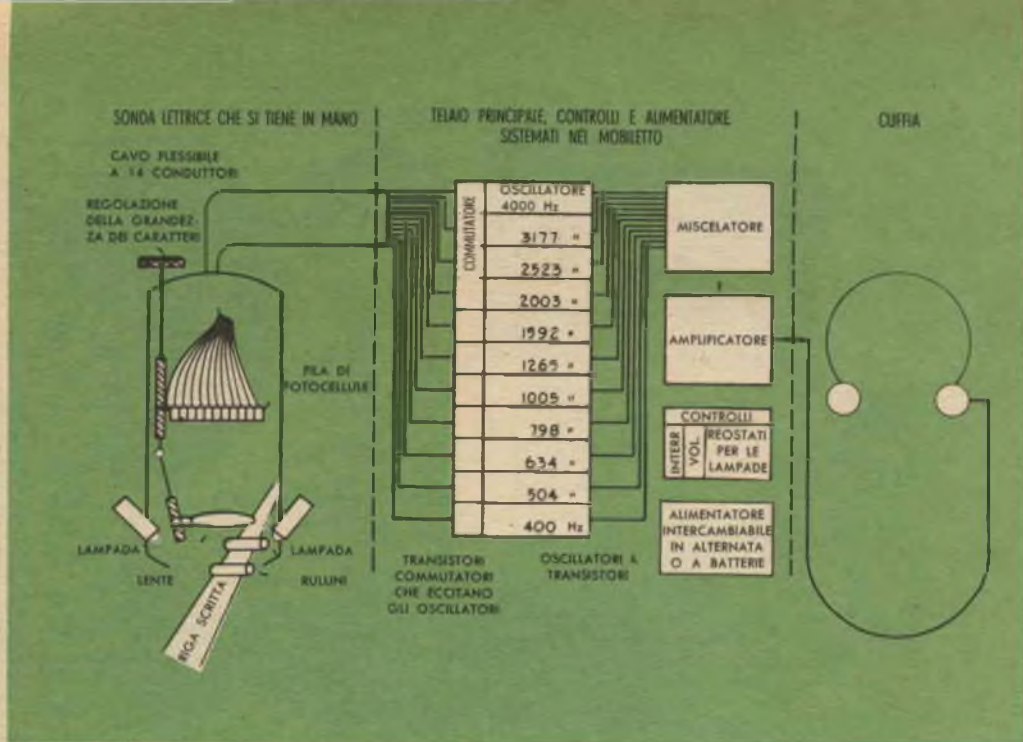 SONDA LETTRICE CHE SI TIENE IN MANO
CAVO FLESSIBILE
A 14 CONDUTTORI
REGOLAZIONE
DELLA GRANDEZ-
ZA DEI CARATTERI
PILA DI
FOTOCELLULE
LAMPADA
LAMPADA
LENTE
RULLINI
RIGA SCRITTA
TELAIO PRINCIPALE, CONTROLLI E ALIMENTATORE
SISTEMATI NEL MOBILETTO
COMMUTATORE
OSCILLATORE
4000 Hz
3177 "
2523 "
2003 "
1592 "
1265 "
1005 "
798 "
634 "
504 "
400 Hz
TRANSISTORI
COMMUTATORI
CHE ECCITANO
GLI OSCILLATORI
OSCILLATORI A
TRANSISTORI
MISCELATORE
AMPLIFICATORE
CONTROLLI
INTERR
VOL.
REOSTATI
PER LE
LAMPADE
ALIMENTATORE
INTERCAMBIABILE
IN ALTERNATA
O A BATTERIE
CUFFIA